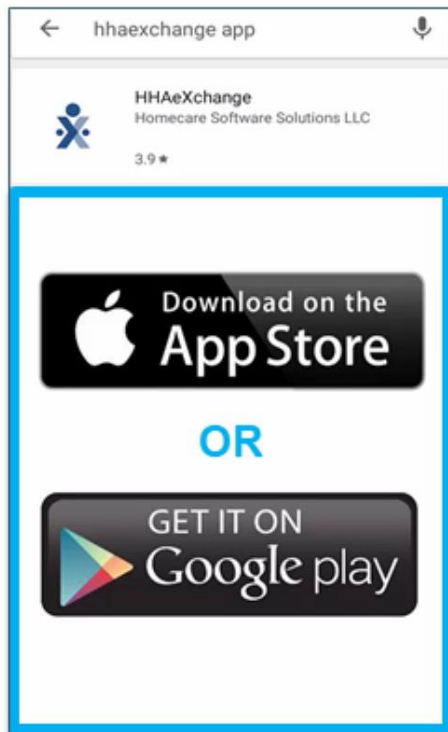 hhaexchange app
HHAeXchange
Homecare Software Solutions LLC
3.9 ★
Download on the
App Store
OR
GET IT ON
Google play